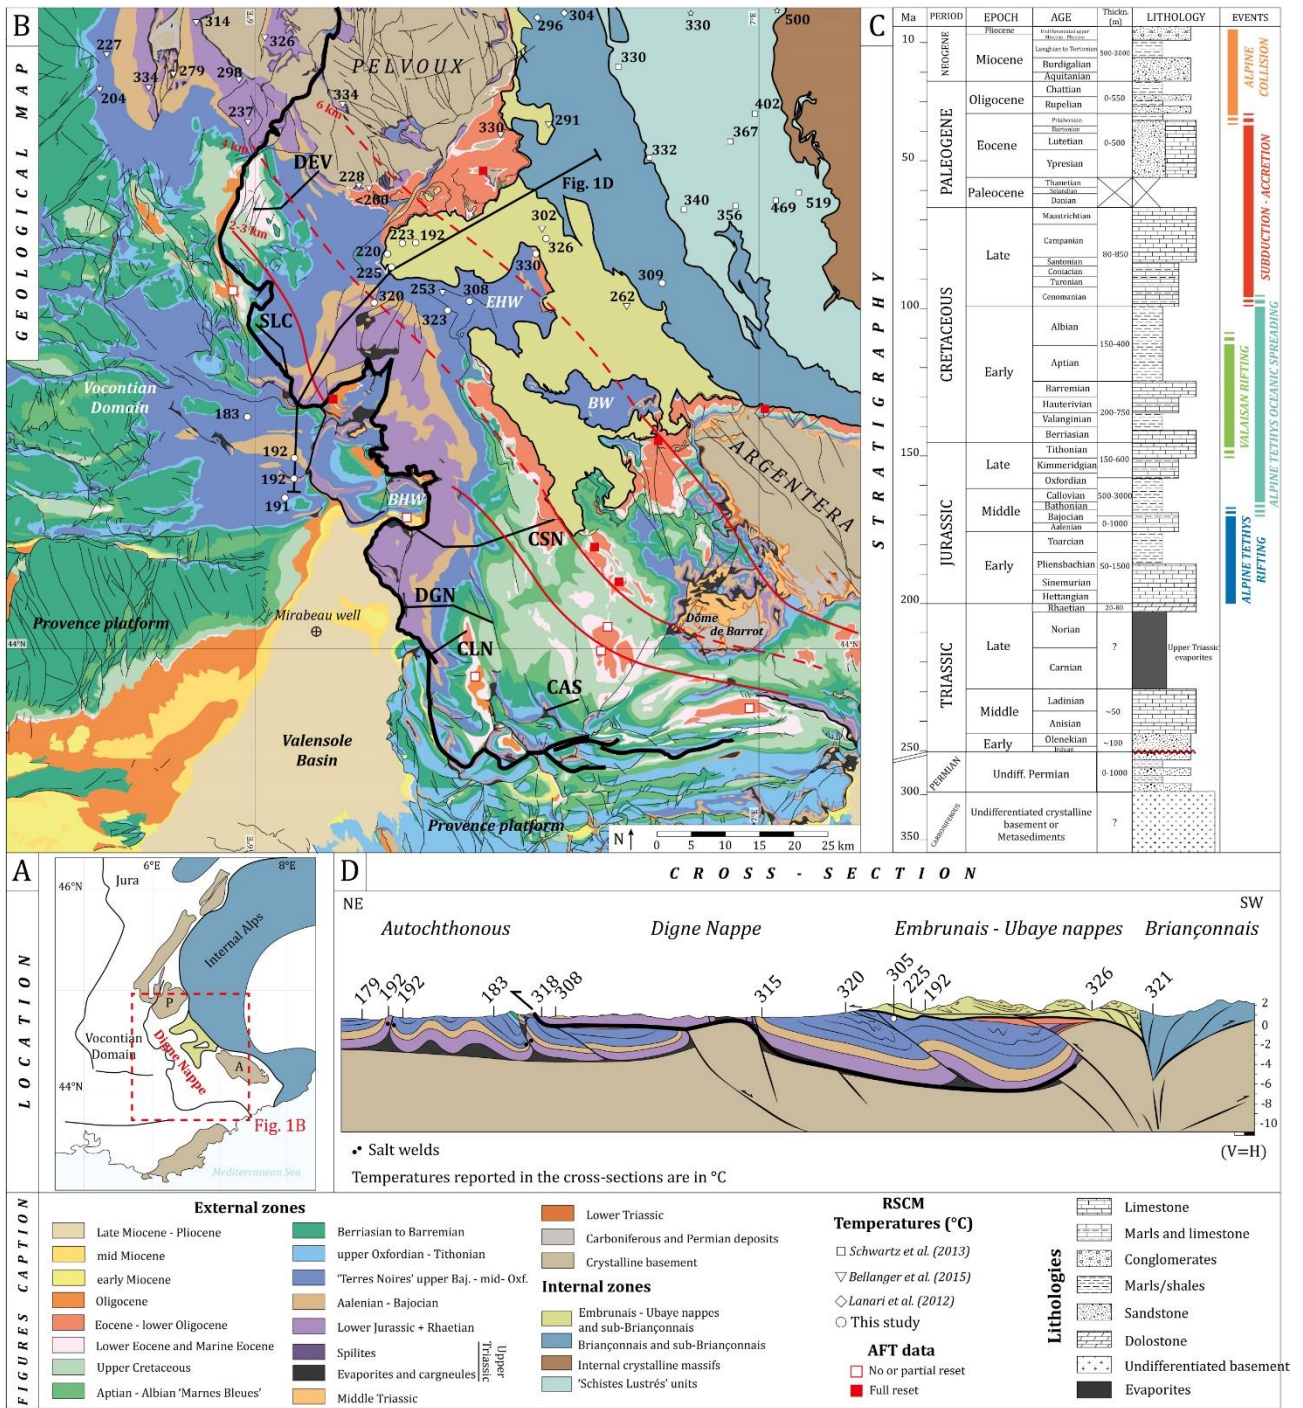 B
GEOLOGICAL MAP
6°E
7°E
314
227
326
334
279
298
204
237
PELVOUX
334
6 km
4 km
DEV
2-3 km
228
<200
330
291
296
304
330
330
500
402
367
332
340
356
469
519
Fig. 1D
302
326
330
223
192
220
225
320
253
308
323
EHW
309
262
SLC
Vocontian
Domain
183
192
192
191
BHW
BW
ARGENTERA
CSN
DGN
CLN
CAS
Dôme
de Barrot
Mirabeau well
Provence platform
44°N
44°N
Valensole
Basin
Provence platform
6°E
7°E
N
0 5 10 15 20 25 km
C
STRATIGRAPHY
Ma
PERIOD
EPOCH
AGE
Thickn.
(m)
LITHOLOGY
EVENTS
10
50
100
150
200
250
300
350
NEOGENE
PALEOGENE
CRETACEOUS
JURASSIC
TRIASSIC
PERMIAN
CARBONIFEROUS
Pliocene
Miocene
Oligocene
Eocene
Paleocene
Late
Early
Late
Middle
Early
Late
Middle
Early
Undiff. Permian
Undifferentiated crystalline
basement or
Metasediments
Undifferentiated upper
Miocene - Pliocene
Langhian to Tortonian
Burdigalian
Aquitanian
Chattian
Rupelian
Priabonian
Bartonian
Lutetian
Ypresian
Thanetian
Selandian
Danian
Maastrichtian
Campanian
Santonian
Coniacian
Turonian
Cenomanian
Albian
Aptian
Barremian
Hauterivian
Valanginian
Berriasian
Tithonian
Kimmeridgian
Oxfordian
Callovian
Bathonian
Bajocian
Aalenian
Toarcian
Pliensbachian
Sinemurian
Hettangian
Rhaetian
Norian
Carnian
Ladinian
Anisian
Olenekian
Induan
500-3000
0-550
0-500
80-850
150-400
200-750
150-600
500-3000
0-1000
50-1500
20-80
?
~50
~100
0-1000
?
Upper Triassic
evaporites
ALPINE
COLLISION
SUBDUCTION - ACCRETION
VALAISAN RIFTING
ALPINE TETHYS OCEANIC SPREADING
ALPINE TETHYS
RIFTING
A
LOCATION
6°E
8°E
46°N
44°N
Jura
Internal Alps
P
Vocontian
Domain
Digne Nappe
A
Fig. 1B
Mediterranean Sea
D
CROSS-SECTION
NE
SW
Autochthonous
Digne Nappe
Embrunais - Ubaye nappes
Briançonnais
179
192
192
183
318
308
315
320
305
225
192
326
321
2
0
-2
-4
-6
-8
-10
(V=H)
Salt welds
Temperatures reported in the cross-sections are in °C
FIGURES CAPTION
External zones
Late Miocene - Pliocene
mid Miocene
early Miocene
Oligocene
Eocene - lower Oligocene
Lower Eocene and Marine Eocene
Upper Cretaceous
Aptian - Albian 'Marnes Bleues'
Berriasian to Barremian
upper Oxfordian - Tithonian
'Terres Noires' upper Baj. - mid- Oxf.
Aalenian - Bajocian
Lower Jurassic + Rhaetian
Spilites
Evaporites and cargneules
Upper
Triassic
Middle Triassic
Lower Triassic
Carboniferous and Permian deposits
Crystalline basement
Internal zones
Embrunais - Ubaye nappes
and sub-Briançonnais
Briançonnais and sub-Briançonnais
Internal crystalline massifs
'Schistes Lustrés' units
RSCM
Temperatures (°C)
Schwartz et al. (2013)
Bellanger et al. (2015)
Lanari et al. (2012)
This study
AFT data
No or partial reset
Full reset
Lithologies
Limestone
Marls and limestone
Conglomerates
Marls/shales
Sandstone
Dolostone
Undifferentiated basement
Evaporites